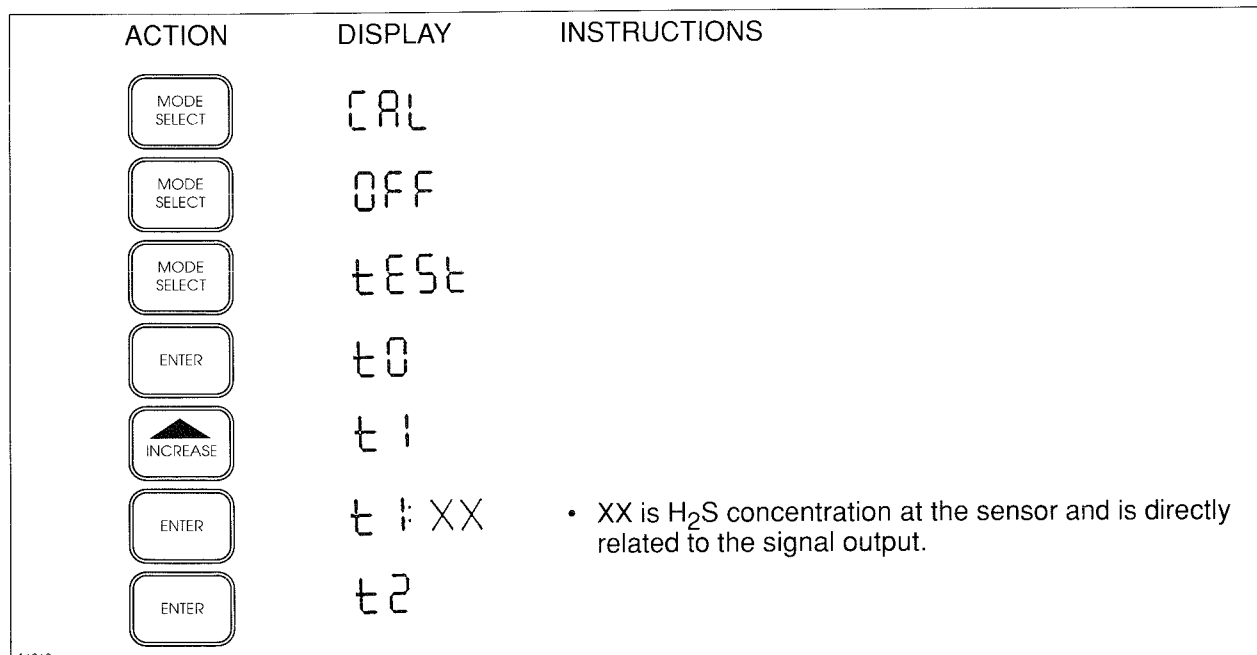 ACTION DISPLAY INSTRUCTIONS
MODE
SELECT
CAL
MODE
SELECT
OFF
MODE
SELECT
tESt
ENTER
t0
INCREASE
t1
ENTER
t1:XX
• XX is H₂S concentration at the sensor and is directly
related to the signal output.
ENTER
t2